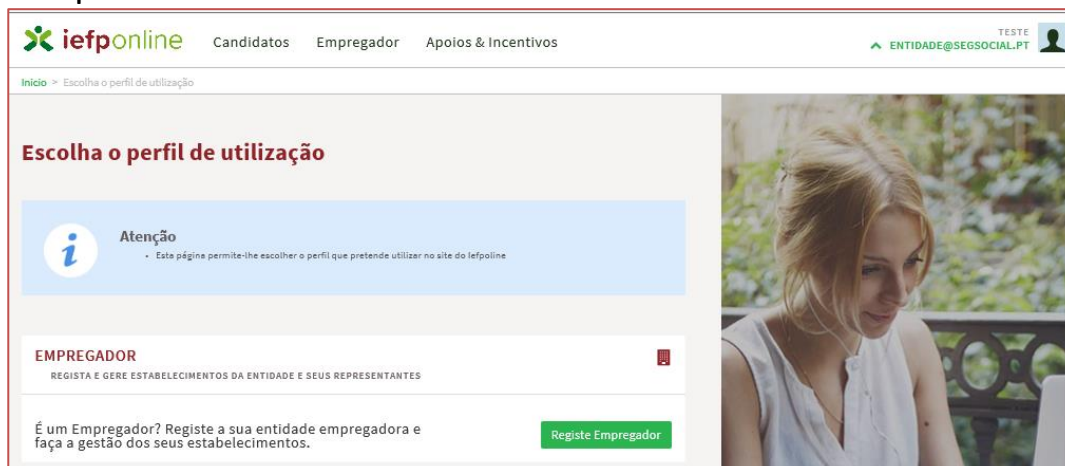 iefponline Candidatos Empregador Apoios & Incentivos
TESTE
ENTIDADE@SEGSOCIAL.PT
Início > Escolha o perfil de utilização
Escolha o perfil de utilização
Atenção
• Esta página permite-lhe escolher o perfil que pretende utilizar no site do Iefpoline
EMPREGADOR
REGISTA E GERE ESTABELECIMENTOS DA ENTIDADE E SEUS REPRESENTANTES
É um Empregador? Registe a sua entidade empregadora e
faça a gestão dos seus estabelecimentos.
Registe Empregador